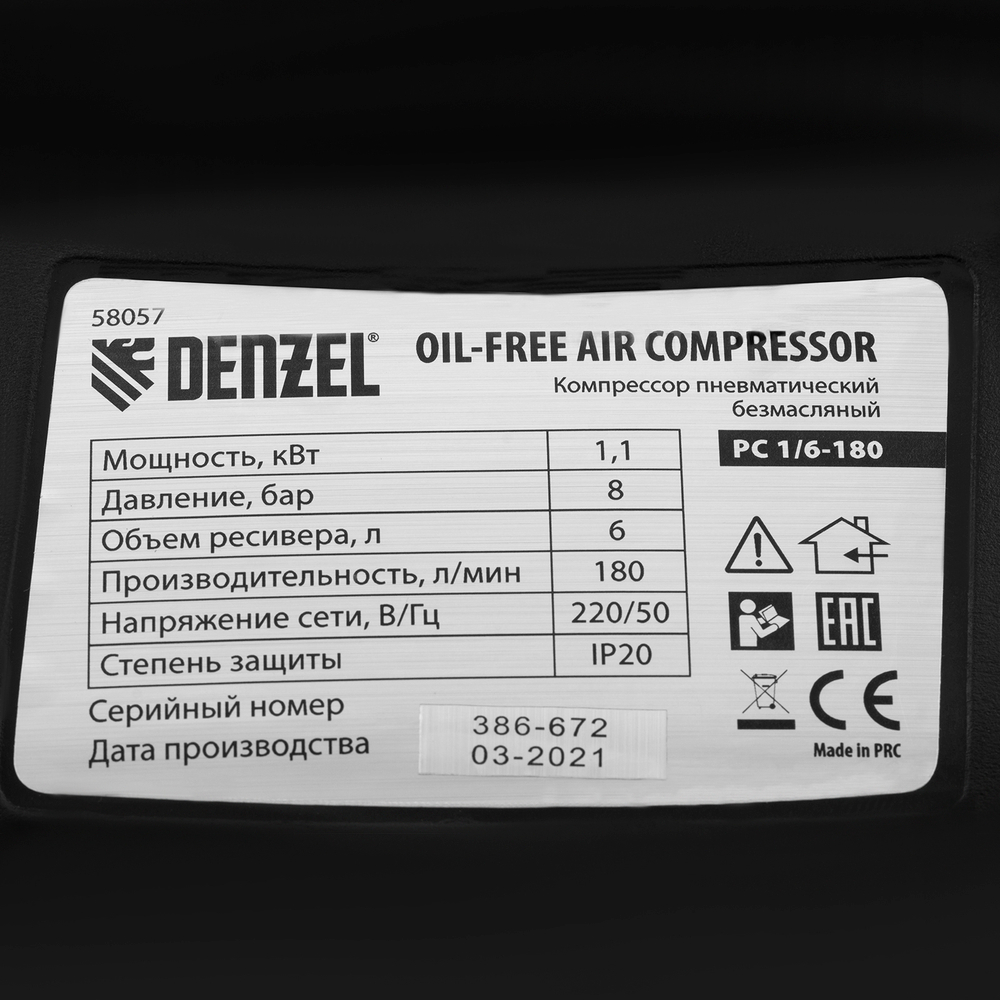 58057
DENZEL®
OIL-FREE AIR COMPRESSOR
Компрессор пневматический
безмасляный
PC 1/6-180
Мощность, кВт 1,1
Давление, бар 8
Объем ресивера, л 6
Производительность, л/мин 180
Напряжение сети, В/Гц 220/50
Степень защиты IP20
Серийный номер 386-672
Дата производства 03-2021
EAC
CE
Made in PRC